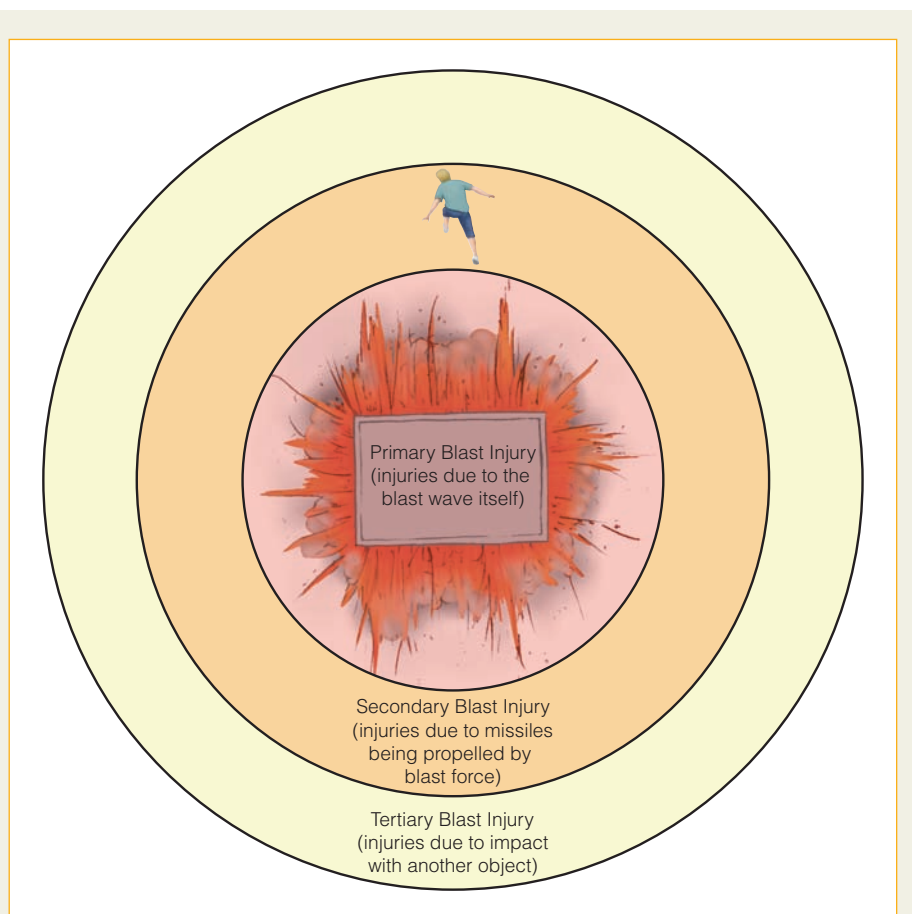 Primary Blast Injury
(injuries due to the
blast wave itself)
Secondary Blast Injury
(injuries due to missiles
being propelled by
blast force)
Tertiary Blast Injury
(injuries due to impact
with another object)